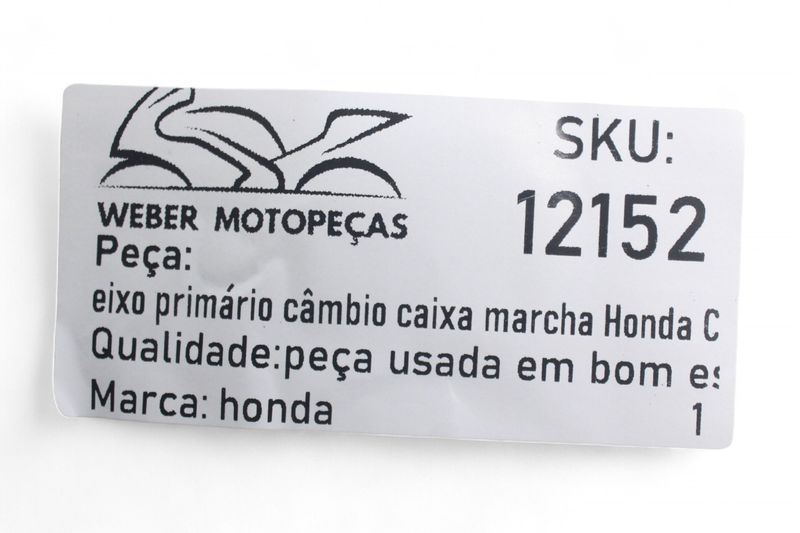 SKU:
12152
WEBER MOTOPEÇAS
Peça:
eixo primário câmbio caixa marcha Honda C
Qualidade:peça usada em bom es
Marca: honda
1